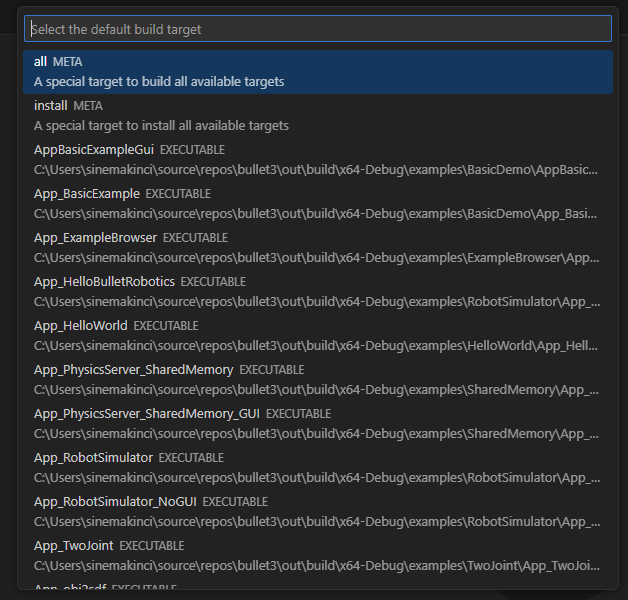 Select the default build target
all META
A special target to build all available targets
install META
A special target to install all available targets
AppBasicExampleGui EXECUTABLE
C:\Users\sinemakinci\source\repos\bullet3\out\build\x64-Debug\examples\BasicDemo\AppBasic...
App_BasicExample EXECUTABLE
C:\Users\sinemakinci\source\repos\bullet3\out\build\x64-Debug\examples\BasicDemo\App_Basi...
App_ExampleBrowser EXECUTABLE
C:\Users\sinemakinci\source\repos\bullet3\out\build\x64-Debug\examples\ExampleBrowser\App...
App_HelloBulletRobotics EXECUTABLE
C:\Users\sinemakinci\source\repos\bullet3\out\build\x64-Debug\examples\RobotSimulator\App_...
App_HelloWorld EXECUTABLE
C:\Users\sinemakinci\source\repos\bullet3\out\build\x64-Debug\examples\HelloWorld\App_Hell...
App_PhysicsServer_SharedMemory EXECUTABLE
C:\Users\sinemakinci\source\repos\bullet3\out\build\x64-Debug\examples\SharedMemory\App_...
App_PhysicsServer_SharedMemory_GUI EXECUTABLE
C:\Users\sinemakinci\source\repos\bullet3\out\build\x64-Debug\examples\SharedMemory\App_...
App_RobotSimulator EXECUTABLE
C:\Users\sinemakinci\source\repos\bullet3\out\build\x64-Debug\examples\RobotSimulator\App_...
App_RobotSimulator_NoGUI EXECUTABLE
C:\Users\sinemakinci\source\repos\bullet3\out\build\x64-Debug\examples\RobotSimulator\App_...
App_TwoJoint EXECUTABLE
C:\Users\sinemakinci\source\repos\bullet3\out\build\x64-Debug\examples\TwoJoint\App_TwoJoi...
App_obj2sdf EXECUTABLE